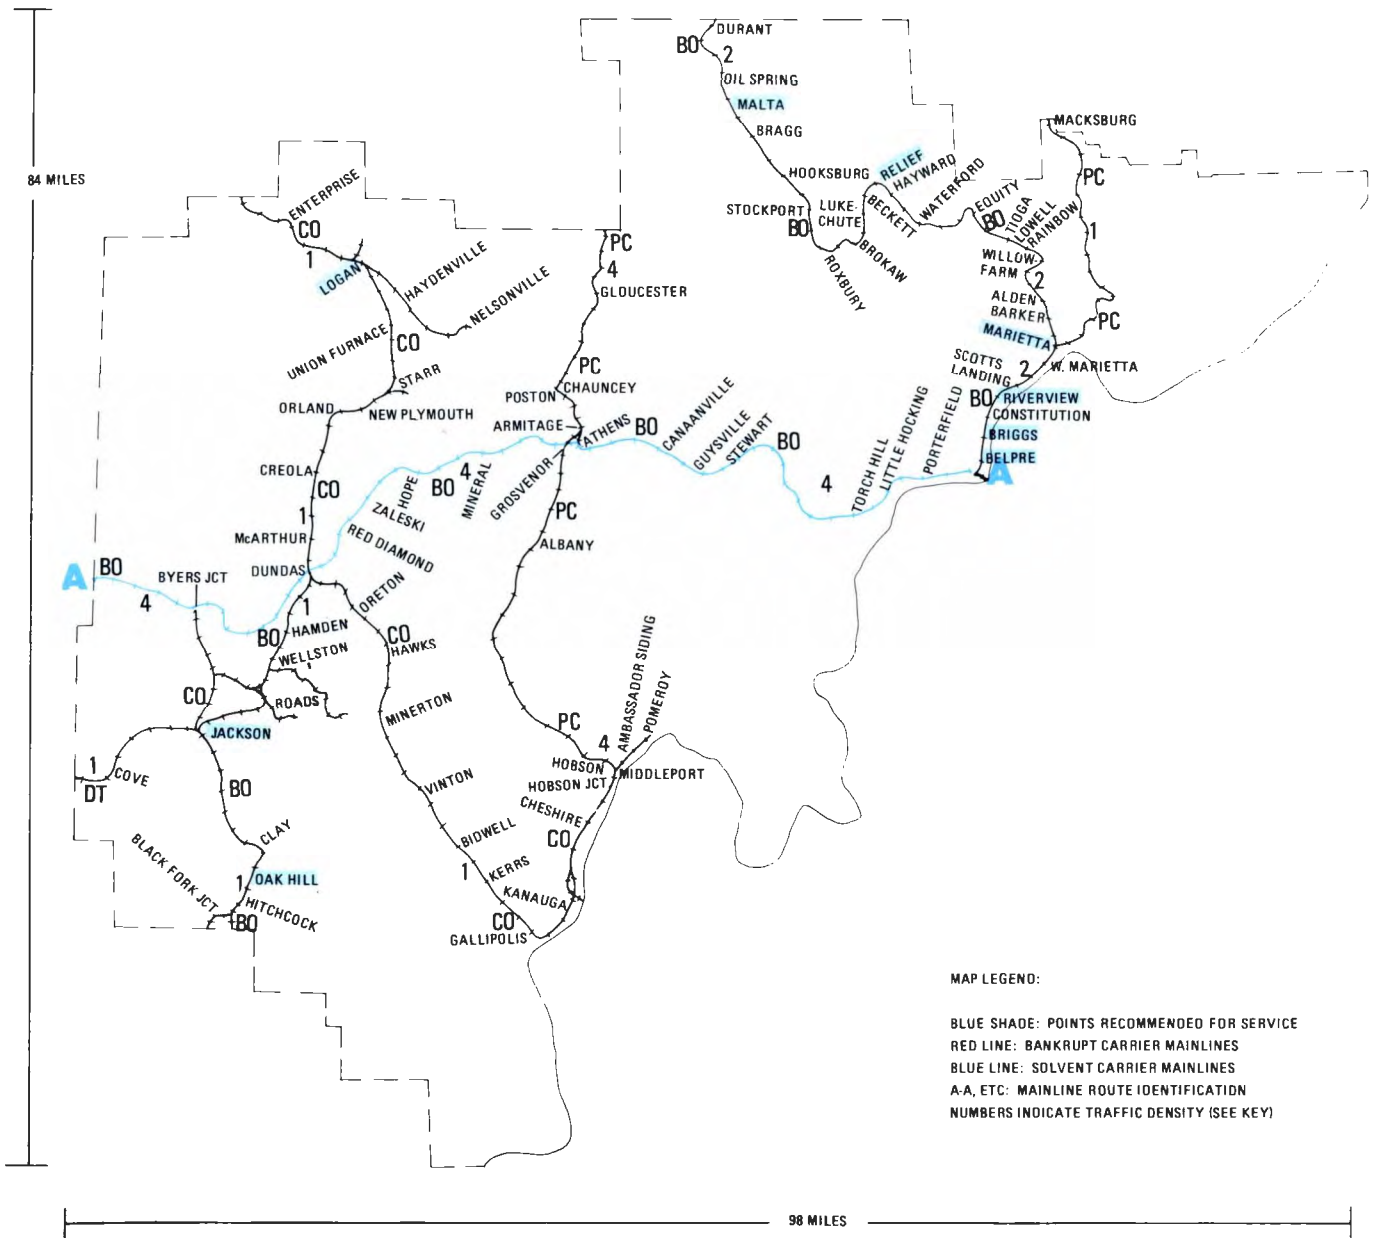 DURANT
BO
2
OIL SPRING
MALTA
BRAGG
MACKSBURG
HOOKSBURG
RELIEF
HAYWARD
WATERFORD
EQUITY
PC
84 MILES
ENTERPRISE
CO
1
STOCKPORT
BO
LUKE-
CHUTE
BECKETT
BO
TIOGA
LOWELL
RAINBOW
1
PC
4
GLOUCESTER
LOGAN
HAYDENVILLE
NELSONVILLE
ROXBURY
BROKAW
WILLOW-
FARM
2
ALDEN
BARKER
PC
MARIETTA
UNION FURNACE
CO
STARR
PC
CHAUNCEY
POSTON
SCOTTS
LANDING
2
W. MARIETTA
ORLAND
NEW PLYMOUTH
ARMITAGE
ATHENS
BO
CANAANVILLE
GUYSVILLE
STEWART
BO
4
TORCH HILL
LITTLE HOCKING
PORTERFIELD
BO
RIVERVIEW
CONSTITUTION
BRIGGS
BELPRE
A
CREOLA
CO
1
HOPE
ZALESKI
BO
4
MINERAL
GROSVENOR
PC
McARTHUR
RED DIAMOND
ALBANY
A
BO
4
BYERS JCT
DUNDAS
1
ORETON
BO
HAMDEN
CO
HAWKS
WELLSTON
CO
ROADS
JACKSON
MINERTON
PC
4
AMBASSADOR SIDING
POMEROY
1
COVE
DT
BO
VINTON
HOBSON
HOBSON JCT
MIDDLEPORT
CHESHIRE
CO
CLAY
BLACK FORK JCT
1
OAK HILL
HITCHCOCK
BO
BIDWELL
1
KERRS
KANAUGA
CO
GALLIPOLIS
MAP LEGEND:
BLUE SHADE: POINTS RECOMMENDED FOR SERVICE
RED LINE: BANKRUPT CARRIER MAINLINES
BLUE LINE: SOLVENT CARRIER MAINLINES
A-A, ETC: MAINLINE ROUTE IDENTIFICATION
NUMBERS INDICATE TRAFFIC DENSITY (SEE KEY)
98 MILES